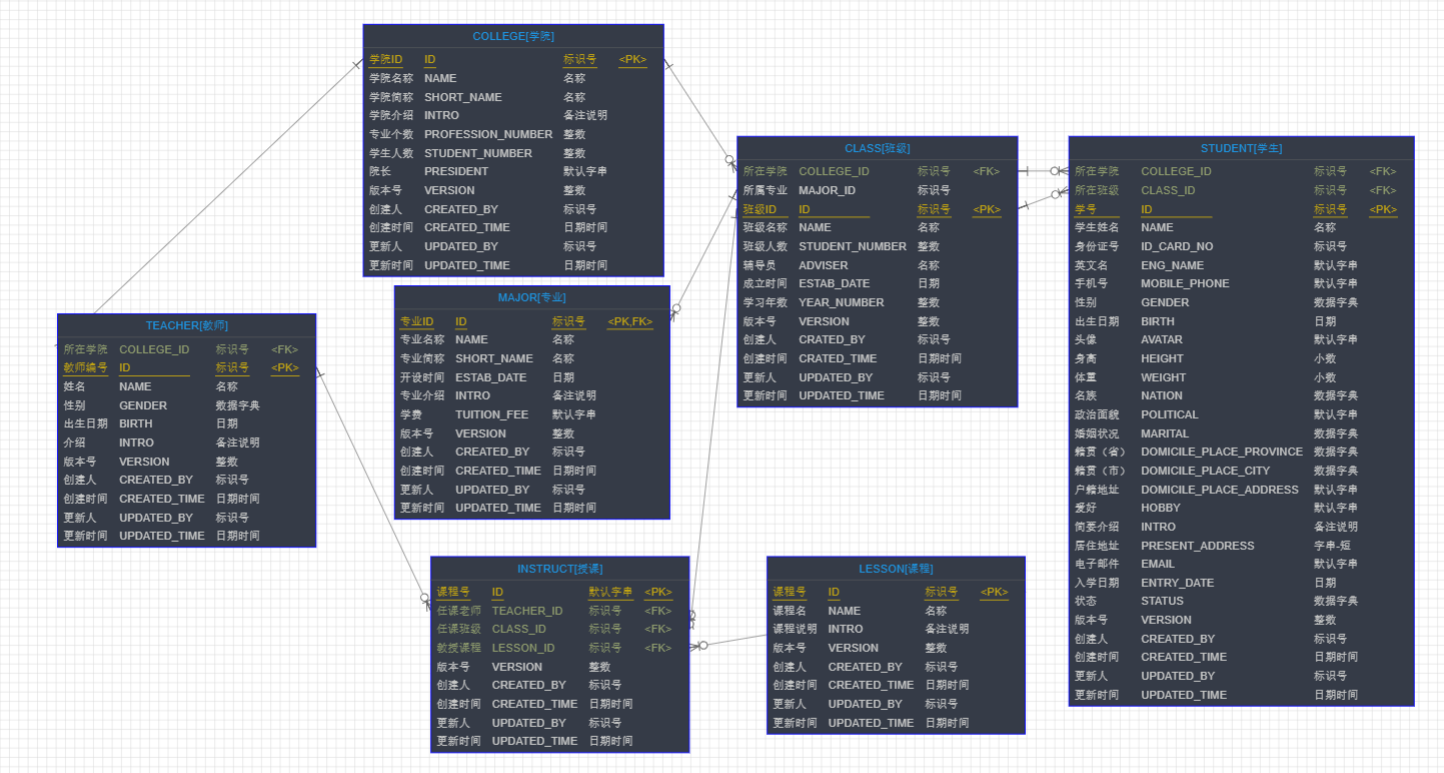 COLLEGE[学院]
学院ID ID 标识号 <PK>
学院名称 NAME 名称
学院简称 SHORT_NAME 名称
学院介绍 INTRO 备注说明
专业个数 PROFESSION_NUMBER 整数
学生人数 STUDENT_NUMBER 整数
院长 PRESIDENT 默认字串
版本号 VERSION 整数
创建人 CREATED_BY 标识号
创建时间 CREATED_TIME 日期时间
更新人 UPDATED_BY 标识号
更新时间 UPDATED_TIME 日期时间
CLASS[班级]
所在学院 COLLEGE_ID 标识号 <FK>
所属专业 MAJOR_ID 标识号
班级ID ID 标识号 <PK>
班级名称 NAME 名称
班级人数 STUDENT_NUMBER 整数
辅导员 ADVISER 名称
成立时间 ESTAB_DATE 日期
学习年数 YEAR_NUMBER 整数
版本号 VERSION 整数
创建人 CRATED_BY 标识号
创建时间 CRATED_TIME 日期时间
更新人 UPDATED_BY 标识号
更新时间 UPDATED_TIME 日期时间
STUDENT[学生]
所在学院 COLLEGE_ID 标识号 <FK>
所在班级 CLASS_ID 标识号 <FK>
学号 ID 标识号 <PK>
学生姓名 NAME 名称
身份证号 ID_CARD_NO 标识号
英文名 ENG_NAME 默认字串
手机号 MOBILE_PHONE 默认字串
性别 GENDER 数据字典
出生日期 BIRTH 日期
头像 AVATAR 默认字串
身高 HEIGHT 小数
体重 WEIGHT 小数
名族 NATION 数据字典
政治面貌 POLITICAL 默认字串
婚姻状况 MARITAL 数据字典
籍贯（省） DOMICILE_PLACE_PROVINCE 数据字典
籍贯（市） DOMICILE_PLACE_CITY 数据字典
户籍地址 DOMICILE_PLACE_ADDRESS 默认字串
爱好 HOBBY 默认字串
简要介绍 INTRO 备注说明
居住地址 PRESENT_ADDRESS 字串-短
电子邮件 EMAIL 默认字串
入学日期 ENTRY_DATE 日期
状态 STATUS 数据字典
版本号 VERSION 整数
创建人 CREATED_BY 标识号
创建时间 CREATED_TIME 日期时间
更新人 UPDATED_BY 标识号
更新时间 UPDATED_TIME 日期时间
MAJOR[专业]
专业ID ID 标识号 <PK,FK>
专业名称 NAME 名称
专业简称 SHORT_NAME 名称
开设时间 ESTAB_DATE 日期
专业介绍 INTRO 备注说明
学费 TUITION_FEE 默认字串
版本号 VERSION 整数
创建人 CREATED_BY 标识号
创建时间 CREATED_TIME 日期时间
更新人 UPDATED_BY 标识号
更新时间 UPDATED_TIME 日期时间
TEACHER[教师]
所在学院 COLLEGE_ID 标识号 <FK>
教师编号 ID 标识号 <PK>
姓名 NAME 名称
性别 GENDER 数据字典
出生日期 BIRTH 日期
介绍 INTRO 备注说明
版本号 VERSION 整数
创建人 CREATED_BY 标识号
创建时间 CREATED_TIME 日期时间
更新人 UPDATED_BY 标识号
更新时间 UPDATED_TIME 日期时间
INSTRUCT[授课]
课程号 ID 默认字串 <PK>
任课老师 TEACHER_ID 标识号 <FK>
任课班级 CLASS_ID 标识号 <FK>
教授课程 LESSON_ID 标识号 <FK>
版本号 VERSION 整数
创建人 CREATED_BY 标识号
创建时间 CREATED_TIME 日期时间
更新人 UPDATED_BY 标识号
更新时间 UPDATED_TIME 日期时间
LESSON[课程]
课程号 ID 标识号 <PK>
课程名 NAME 名称
课程说明 INTRO 备注说明
版本号 VERSION 整数
创建人 CREATED_BY 标识号
创建时间 CREATED_TIME 日期时间
更新人 UPDATED_BY 标识号
更新时间 UPDATED_TIME 日期时间